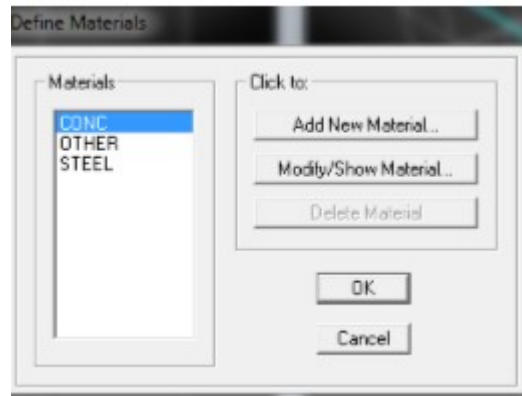 Define Materials
Materials
CONC
OTHER
STEEL
Click to:
Add New Material...
Modify/Show Material...
Delete Material
OK
Cancel